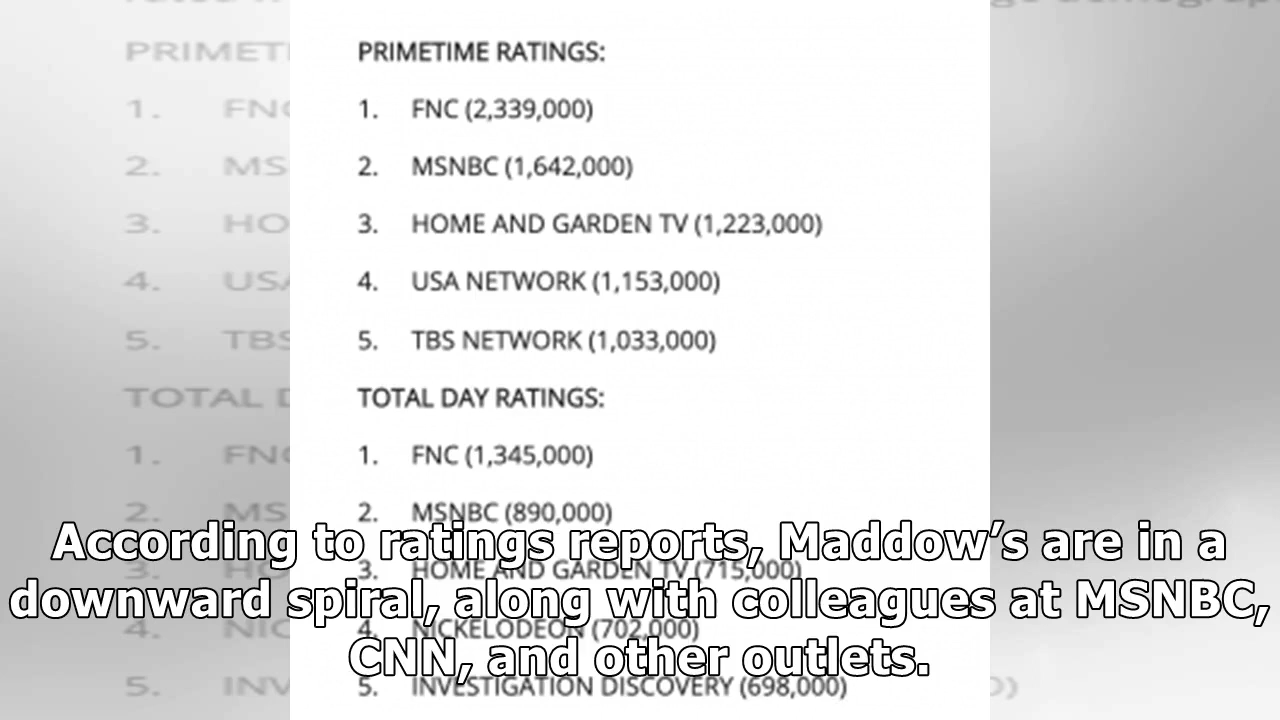 PRIMETIME RATINGS:
1. FNC (2,339,000)
2. MSNBC (1,642,000)
3. HOME AND GARDEN TV (1,223,000)
4. USA NETWORK (1,153,000)
5. TBS NETWORK (1,033,000)
TOTAL DAY RATINGS:
1. FNC (1,345,000)
2. MSNBC (890,000)
3. HOME AND GARDEN TV (715,000)
4. NICKELODEON (702,000)
5. INVESTIGATION DISCOVERY (698,000)
According to ratings reports, Maddow’s are in a
downward spiral, along with colleagues at MSNBC,
CNN, and other outlets.